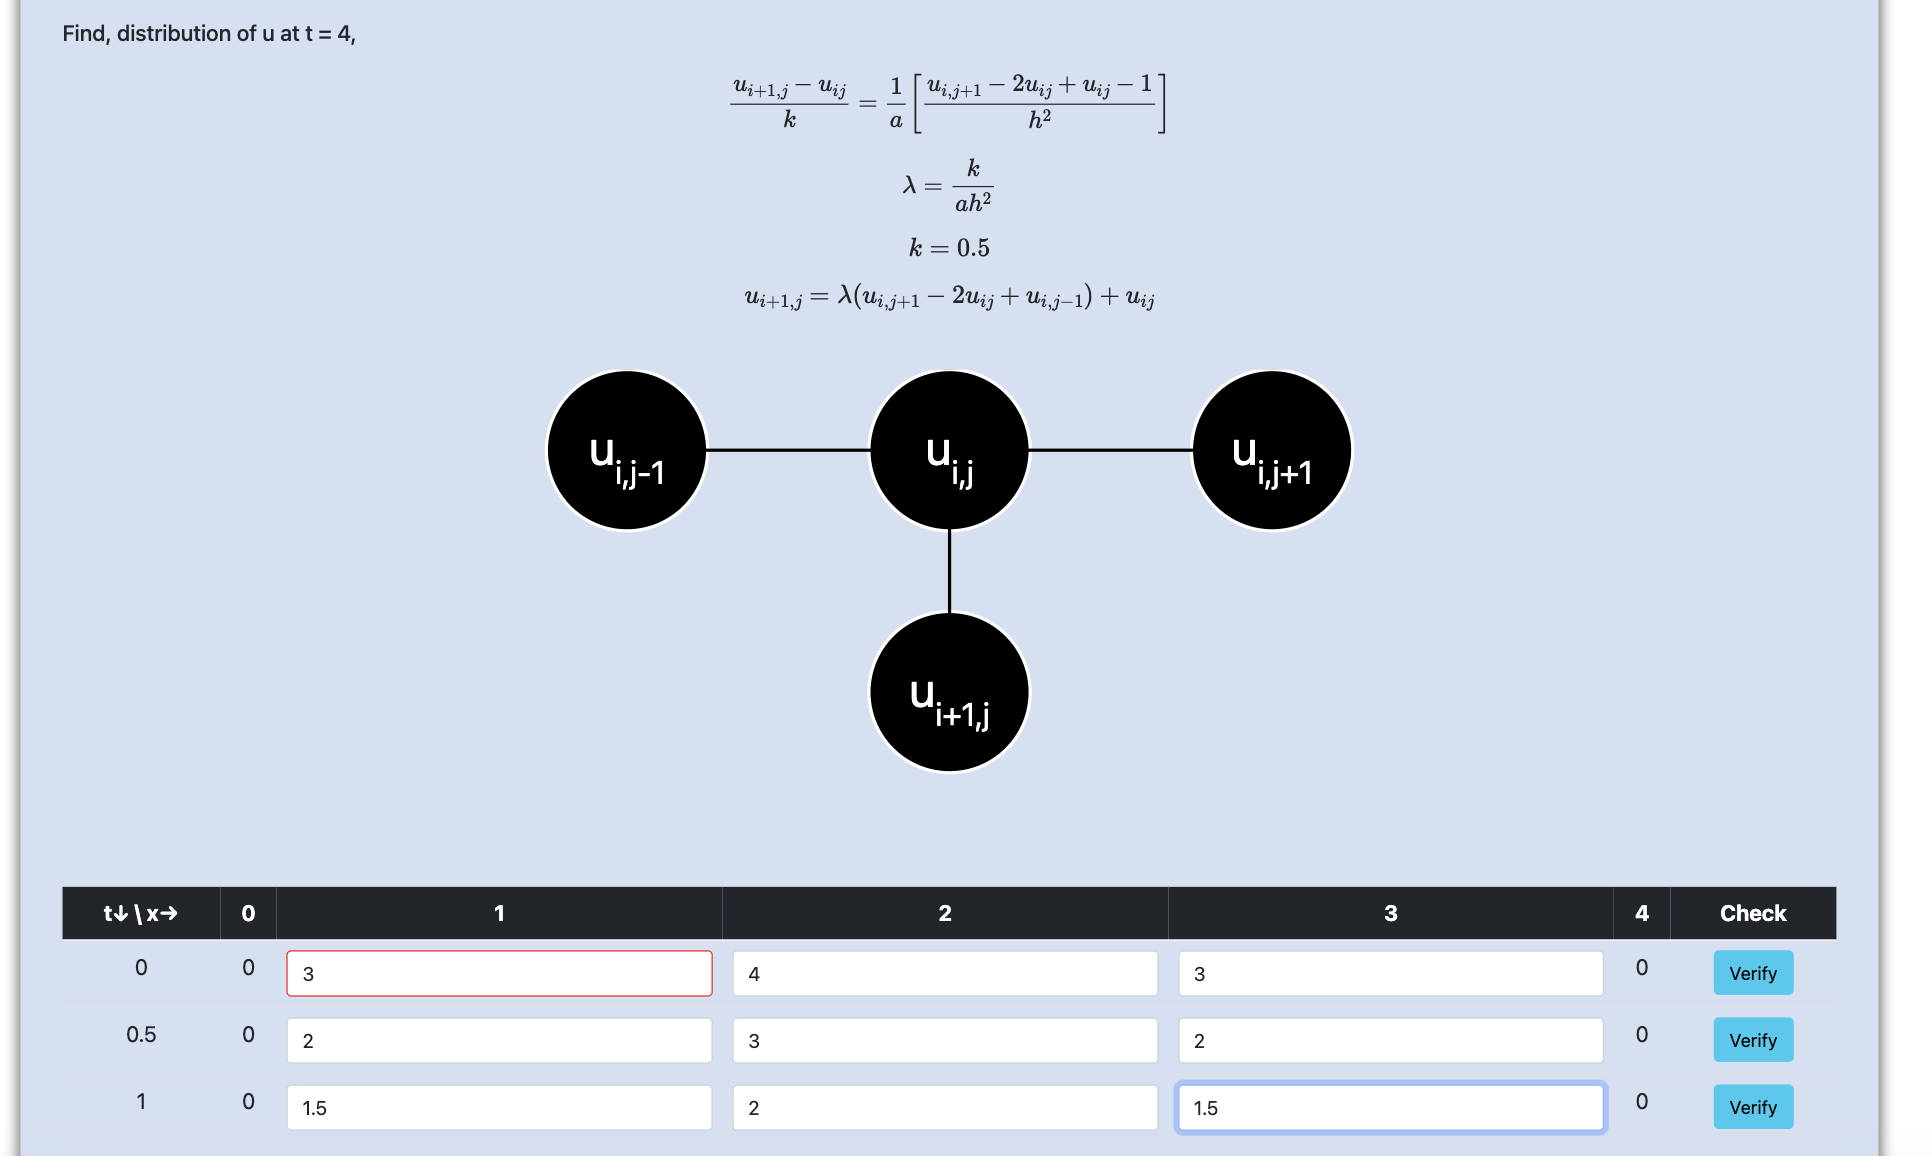 Find, distribution of u at t = 4,
\frac{u_{i+1,j} - u_{ij}}{k} = \frac{1}{a}\left[\frac{u_{i,j+1} - 2u_{ij} + u_{ij} - 1}{h^2}\right]
\lambda = \frac{k}{ah^2}
k = 0.5
u_{i+1,j} = \lambda(u_{i,j+1} - 2u_{ij} + u_{i,j-1}) + u_{ij}
u_{i,j-1} u_{i,j} u_{i,j+1}
u_{i+1,j}
t↓\x→ 0 1 2 3 4 Check
0 0 3 4 3 0 Verify
0.5 0 2 3 2 0 Verify
1 0 1.5 2 1.5 0 Verify